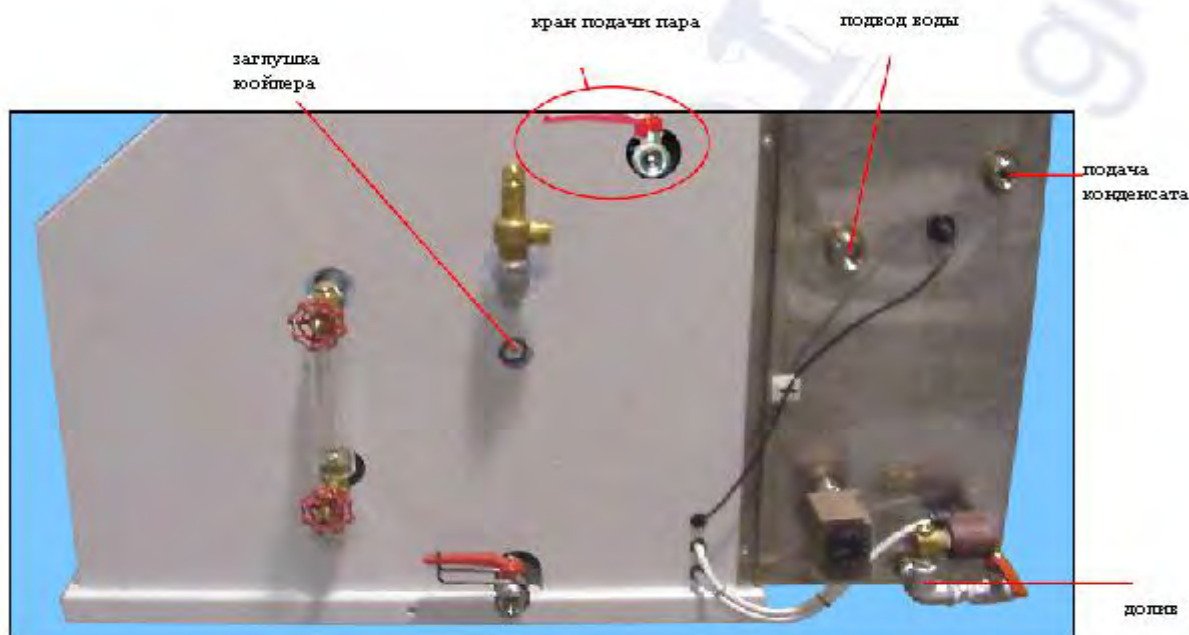 кран подачи пара
подвод воды
заглушка
юойлера
подача
конденсата
долив